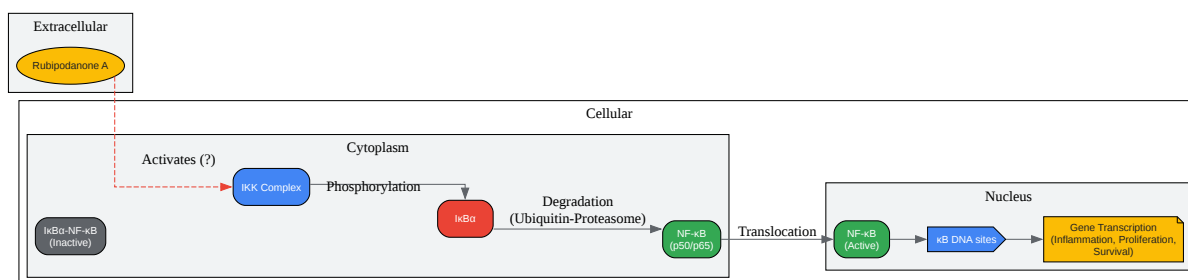 Extracellular
Rubipodanone A
Cellular
Cytoplasm
Activates (?)
IKK Complex
Phosphorylation
IκBα
Degradation
(Ubiquitin-Proteasome)
IκBα-NF-κB
(Inactive)
NF-κB
(p50/p65)
Translocation
Nucleus
NF-κB
(Active)
κB DNA sites
Gene Transcription
(Inflammation, Proliferation,
Survival)